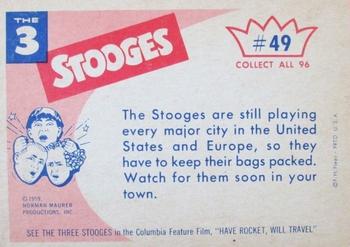 THE
3
STOOGES
#49
COLLECT ALL 96
The Stooges are still playing
every major city in the United
States and Europe, so they
have to keep their bags packed.
Watch for them soon in your
town.
© 1959
NORMAN MAURER
PRODUCTIONS, INC.
SEE THE THREE STOOGES in the Columbia Feature Film, "HAVE ROCKET, WILL TRAVEL"